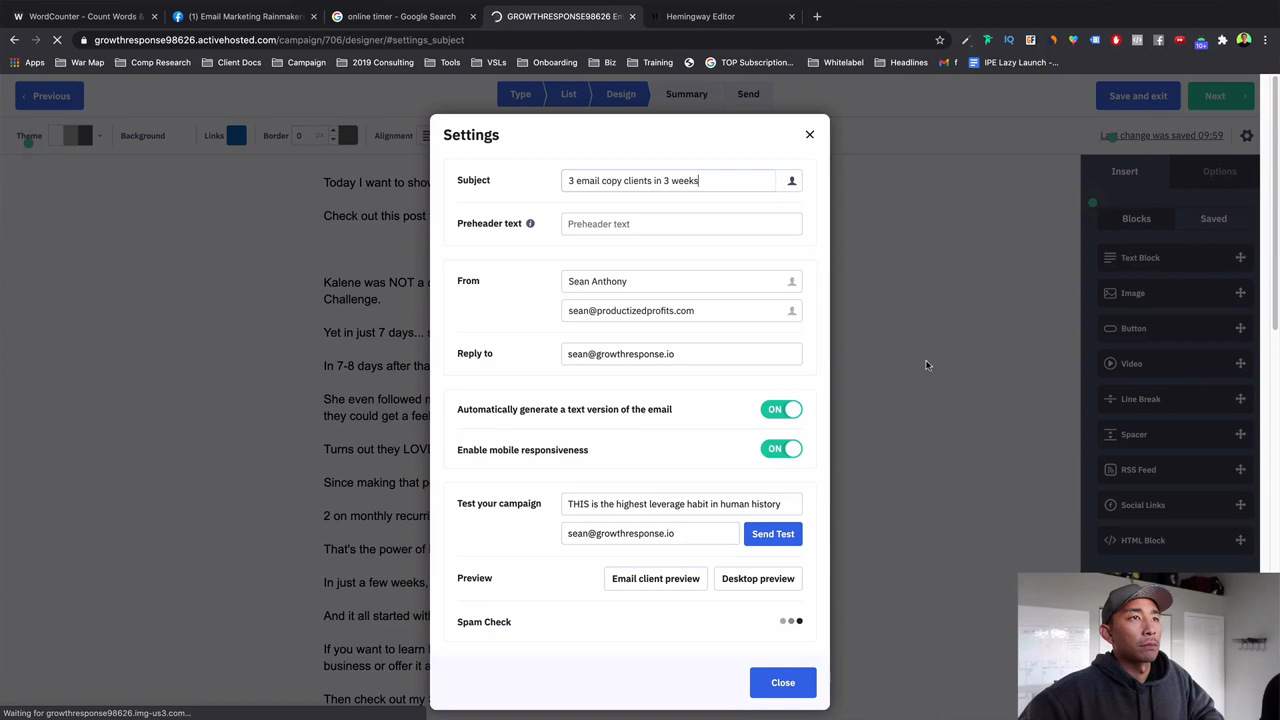 WordCounter - Count Words &
(1) Email Marketing Rainmaker
online timer - Google Search
GROWTHRESPONSE98626 Em
Hemingway Editor
growthresponse98626.activehosted.com/campaign/706/designer/#settings_subject
Apps War Map Comp Research Client Docs Campaign 2019 Consulting Tools VSLs Onboarding Biz Training TOP Subscription... Whitelabel Headlines f IPE Lazy Launch -...
Previous
Type List Design Summary Send
Save and exit
Next
Theme Background Links Border 0 px Alignment
Last change was saved 09:59
Today I want to show
Check out this post
Kalene was NOT a
Challenge.
Yet in just 7 days...
In 7-8 days after
She even followed
they could get a
Turns out they LOV
Since making that
2 on monthly recurri
That's the power of
In just a few weeks,
And it all started with
If you want to learn
business or offer it a
Then check out my
Settings
Subject
3 email copy clients in 3 weeks
Preheader text
Preheader text
From
Sean Anthony
sean@productizedprofits.com
Reply to
sean@growthresponse.io
Automatically generate a text version of the email
ON
Enable mobile responsiveness
ON
Test your campaign
THIS is the highest leverage habit in human history
sean@growthresponse.io
Send Test
Preview
Email client preview
Desktop preview
Spam Check
Close
Insert
Options
Blocks
Saved
Text Block
Image
Button
Video
Line Break
Spacer
RSS Feed
Social Links
HTML Block
Waiting for growthresponse98626.img-us3.com...